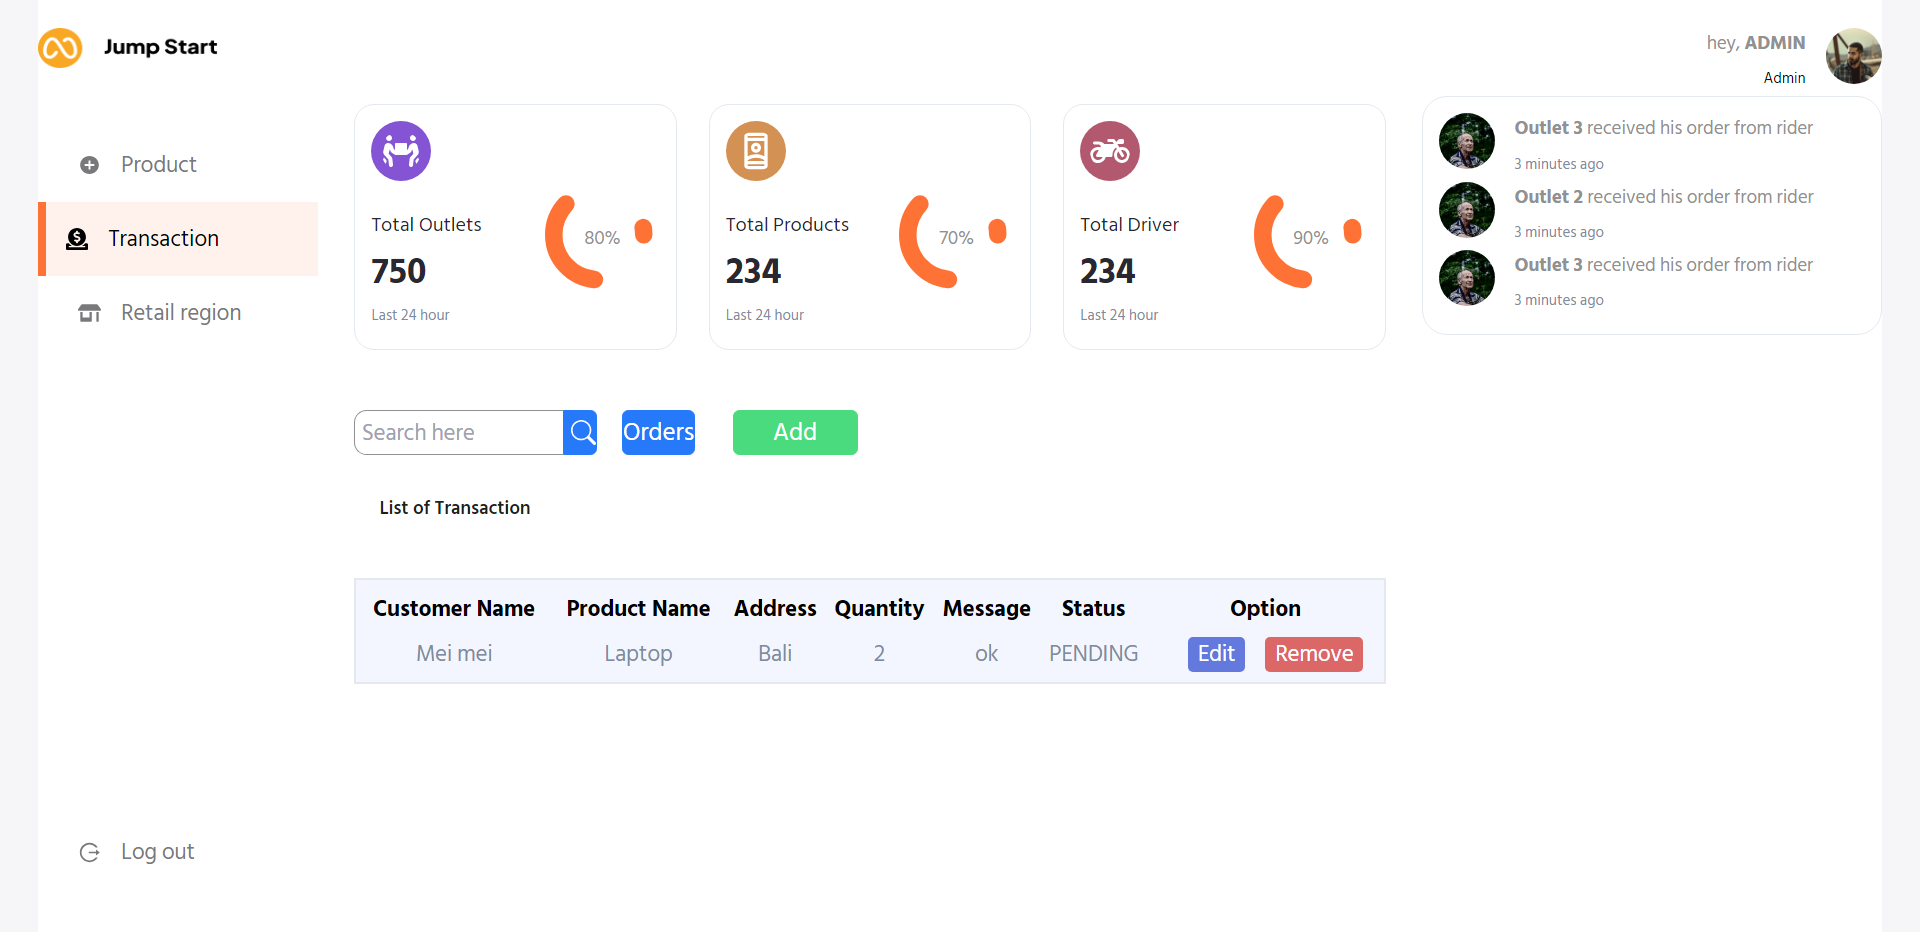 Jump Start
hey, ADMIN
Admin
Product
Transaction
Retail region
Log out
Total Outlets
750
Last 24 hour
80%
Total Products
234
Last 24 hour
70%
Total Driver
234
Last 24 hour
90%
Outlet 3 received his order from rider
3 minutes ago
Outlet 2 received his order from rider
3 minutes ago
Outlet 3 received his order from rider
3 minutes ago
Search here
Orders
Add
List of Transaction
Customer Name Product Name Address Quantity Message Status Option
Mei mei Laptop Bali 2 ok PENDING Edit Remove